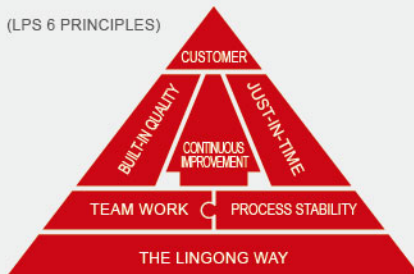 (LPS 6 PRINCIPLES)
CUSTOMER
BUILT-IN QUALITY
CONTINUOUS
IMPROVEMENT
JUST-IN-TIME
TEAM WORK
PROCESS STABILITY
THE LINGONG WAY